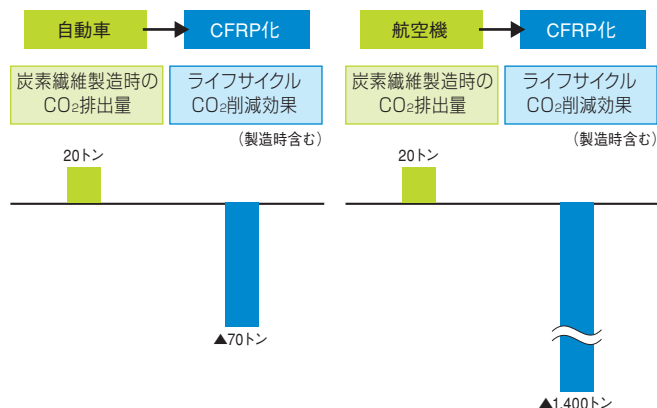 自動車
CFRP化
炭素繊維製造時の
CO₂排出量
ライフサイクル
CO₂削減効果
(製造時含む)
20トン
▲70トン
航空機
CFRP化
炭素繊維製造時の
CO₂排出量
ライフサイクル
CO₂削減効果
(製造時含む)
20トン
▲1,400トン